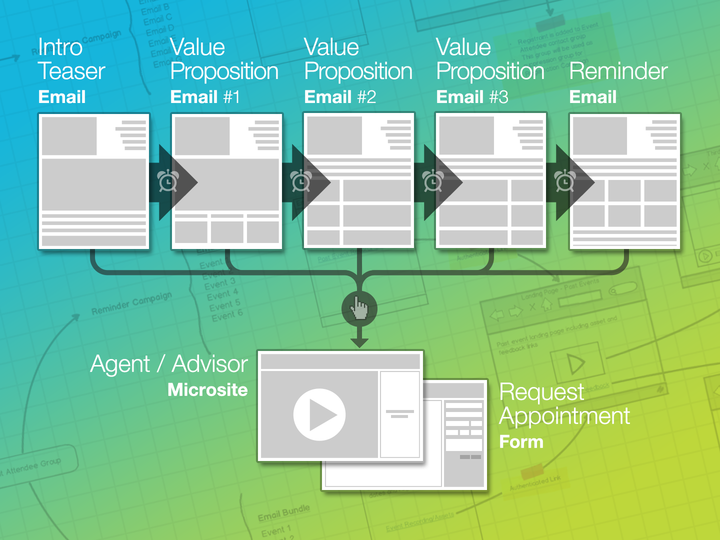 Intro
Teaser
Email
Value
Proposition
Email #1
Value
Proposition
Email #2
Value
Proposition
Email #3
Reminder
Email
Agent / Advisor
Microsite
Request
Appointment
Form
Campaign
Email B
Email C
Email D
Reminder Campaign
Event 3
Event 4
Event 5
Event 6
Attendee Group
Email Bundle
Event 1